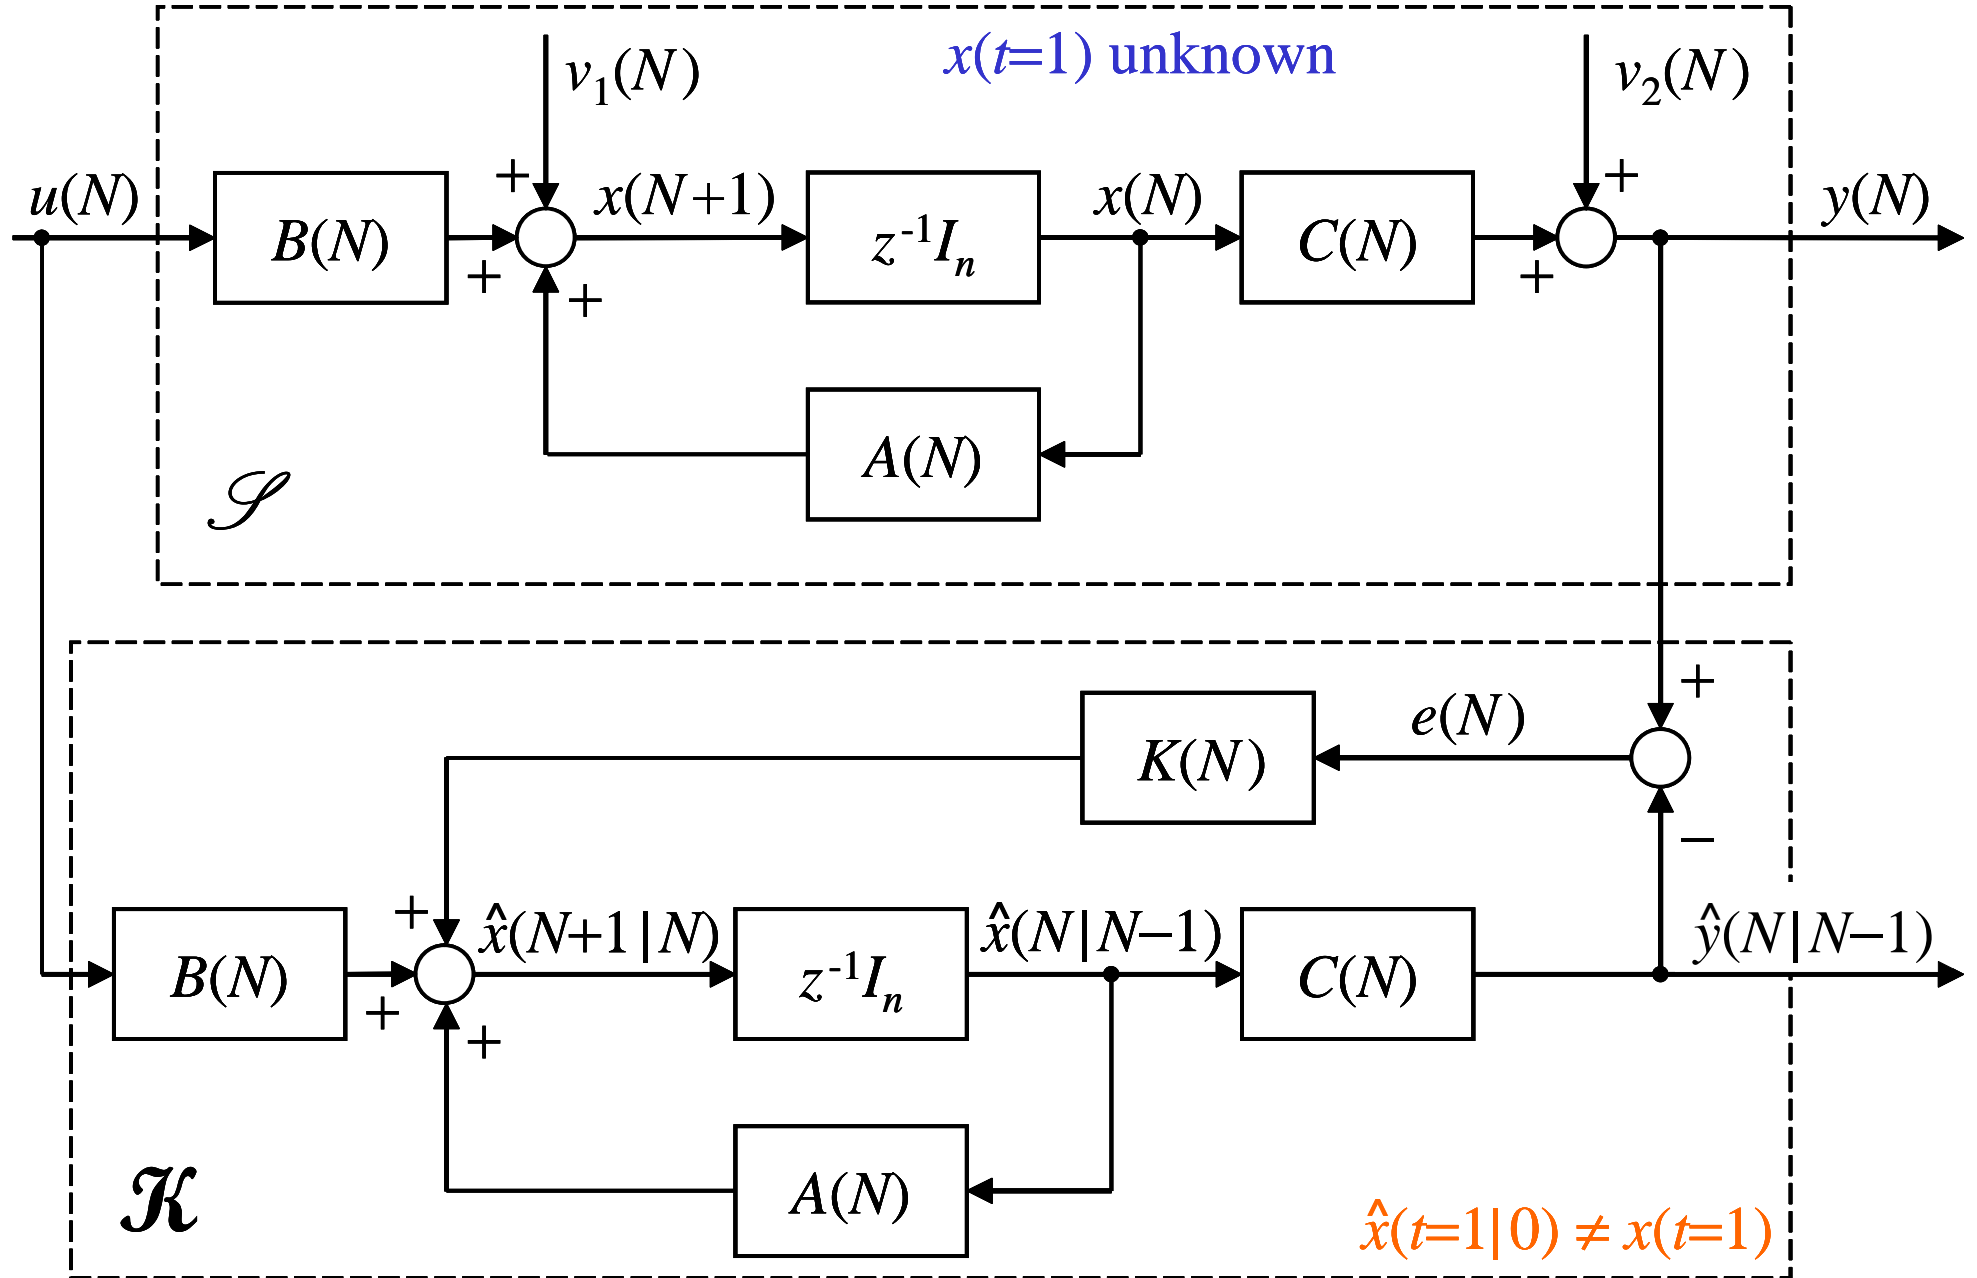 x(t=1) unknown
v₁(N)
v₂(N)
+
+
u(N)
x(N+1)
x(N)
y(N)
B(N)
z⁻¹Iₙ
C(N)
+
+
+
A(N)
𝒮
+
e(N)
K(N)
−
+
x̂(N+1|N)
x̂(N|N−1)
ŷ(N|N−1)
B(N)
z⁻¹Iₙ
C(N)
+
+
A(N)
𝒦
x̂(t=1|0) ≠ x(t=1)